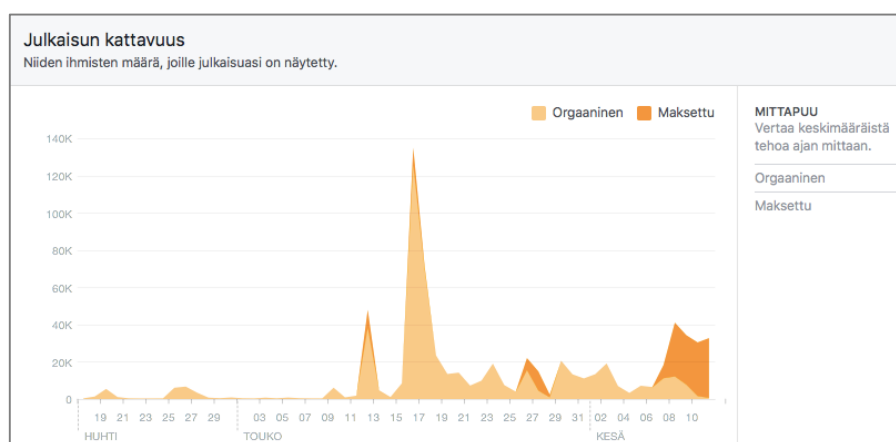 Julkaisun kattavuus
Niiden ihmisten määrä, joille julkaisuasi on näytetty.
Orgaaninen Maksettu
MITTAPUU
Vertaa keskimääräistä
tehoa ajan mittaan.
Orgaaninen
Maksettu
140K
120K
100K
80K
60K
40K
20K
0
19 21 23 25 27 29 03 05 07 09 11 13 15 17 19 21 23 25 27 29 31 02 04 06 08 10
HUHTI TOUKO KESÄ